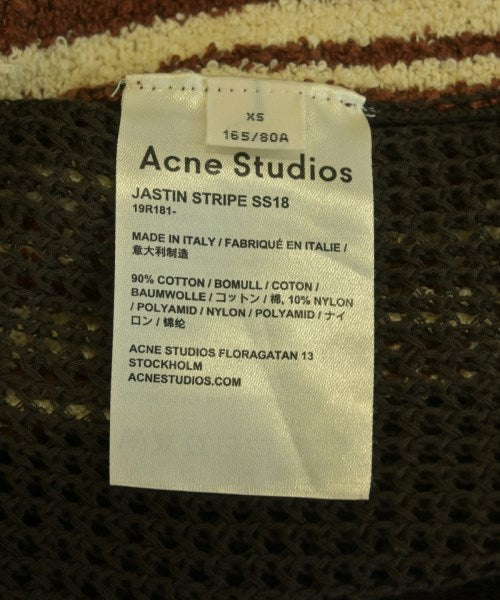 XS
165/80A
Acne Studios
JASTIN STRIPE SS18
19R181-
MADE IN ITALY / FABRIQUÉ EN ITALIE /
意大利制造
90% COTTON / BOMULL / COTON /
BAUMWOLLE / コットン / 棉, 10% NYLON
/ POLYAMID / NYLON / POLYAMID / ナイ
ロン / 锦纶
ACNE STUDIOS FLORAGATAN 13
STOCKHOLM
ACNESTUDIOS.COM